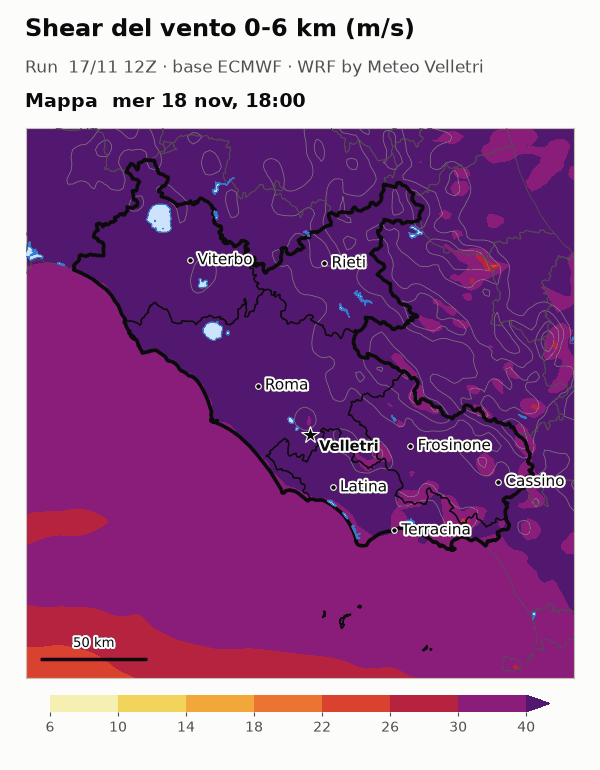 Shear del vento 0-6 km (m/s)
Run 17/11 12Z · base ECMWF · WRF by Meteo Velletri
Mappa mer 18 nov, 18:00
Viterbo
Rieti
Roma
Velletri
Frosinone
Latina
Cassino
Terracina
50 km
6 10 14 18 22 26 30 40